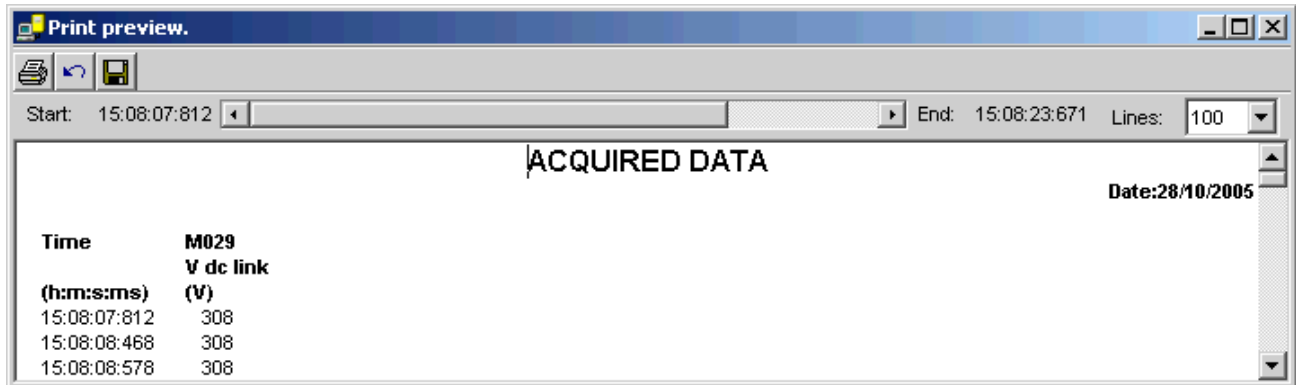 Print preview.
Start: 15:08:07:812 End: 15:08:23:671 Lines: 100
ACQUIRED DATA
Date:28/10/2005
Time M029
V dc link
(h:m:s:ms) (V)
15:08:07:812 308
15:08:08:468 308
15:08:08:578 308